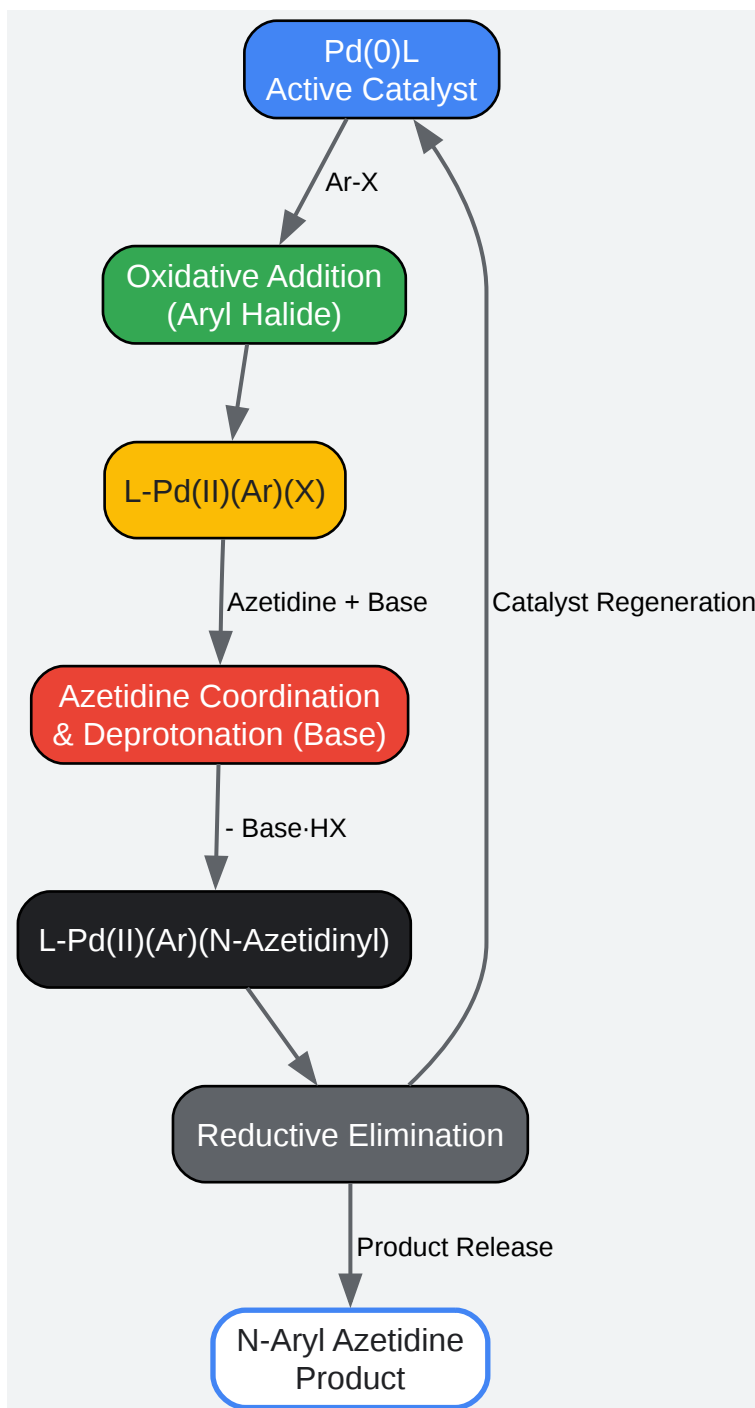 Pd(0)L
Active Catalyst
Ar-X
Oxidative Addition
(Aryl Halide)
L-Pd(II)(Ar)(X)
Azetidine + Base
Catalyst Regeneration
Azetidine Coordination
& Deprotonation (Base)
- Base·HX
L-Pd(II)(Ar)(N-Azetidinyl)
Reductive Elimination
Product Release
N-Aryl Azetidine
Product